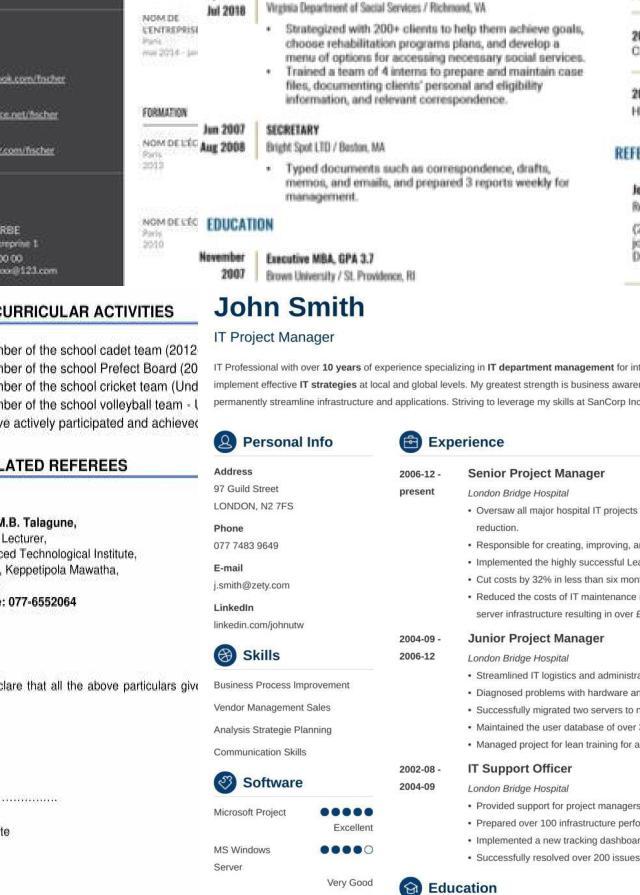 ook.com/fischer
ce.net/fischer
.com/fischer
RBE
reprise 1
00 00
xxx@123.com
NOM DE
L'ENTREPRISE
Paris
mai 2014 - jan
FORMATION
NOM DE L'ÉC
Paris
2012
NOM DE L'ÉC
Paris
2010
Jul 2018
Virginia Department of Social Services / Richmond, VA
• Strategized with 200+ clients to help them achieve goals,
choose rehabilitation programs plans, and develop a
menu of options for accessing necessary social services.
• Trained a team of 4 interns to prepare and maintain case
files, documenting clients' personal and eligibility
information, and relevant correspondence.
Jun 2007
Aug 2008
SECRETARY
Bright Spot LTD / Boston, MA
• Typed documents such as correspondence, drafts,
memos, and emails, and prepared 3 reports weekly for
management.
EDUCATION
November
2007
Executive MBA, GPA 3.7
Brown University / St. Providence, RI
REFE
CURRICULAR ACTIVITIES
mber of the school cadet team (2012
mber of the school Prefect Board (20
mber of the school cricket team (Und
mber of the school volleyball team - U
ve actively participated and achieved
LATED REFEREES
M.B. Talagune,
Lecturer,
ced Technological Institute,
, Keppetipola Mawatha,
e: 077-6552064
clare that all the above particulars give
..............
te
John Smith
IT Project Manager
IT Professional with over 10 years of experience specializing in IT department management for int
implement effective IT strategies at local and global levels. My greatest strength is business aware
permanently streamline infrastructure and applications. Striving to leverage my skills at SanCorp Inc
Personal Info
Address
97 Guild Street
LONDON, N2 7FS
Phone
077 7483 9649
E-mail
j.smith@zety.com
LinkedIn
linkedin.com/johnutw
Skills
Business Process Improvement
Vendor Management Sales
Analysis Strategie Planning
Communication Skills
Software
Microsoft Project
Excellent
MS Windows
Server
Very Good
Experience
2006-12 -
present
Senior Project Manager
London Bridge Hospital
• Oversaw all major hospital IT projects
reduction.
• Responsible for creating, improving, an
• Implemented the highly successful Lea
• Cut costs by 32% in less than six mon
• Reduced the costs of IT maintenance
server infrastructure resulting in over £
2004-09 -
2006-12
Junior Project Manager
London Bridge Hospital
• Streamlined IT logistics and administra
• Diagnosed problems with hardware an
• Successfully migrated two servers to n
• Maintained the user database of over
• Managed project for lean training for a
2002-08 -
2004-09
IT Support Officer
London Bridge Hospital
• Provided support for project managers
• Prepared over 100 infrastructure perfo
• Implemented a new tracking dashboar
• Successfully resolved over 200 issues
Education